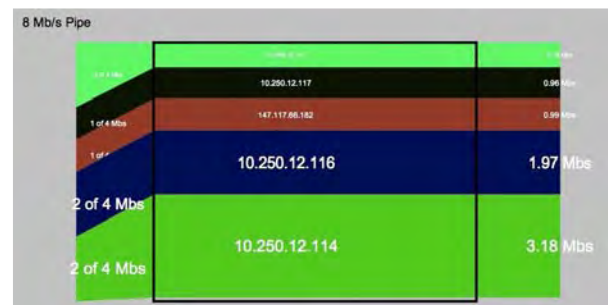 8 Mb/s Pipe
10.250.12.117 0.96 Mbs
1 of 4 Mbs 147.117.66.182 0.99 Mbs
10.250.12.116 1.97 Mbs
2 of 4 Mbs
10.250.12.114 3.18 Mbs
2 of 4 Mbs